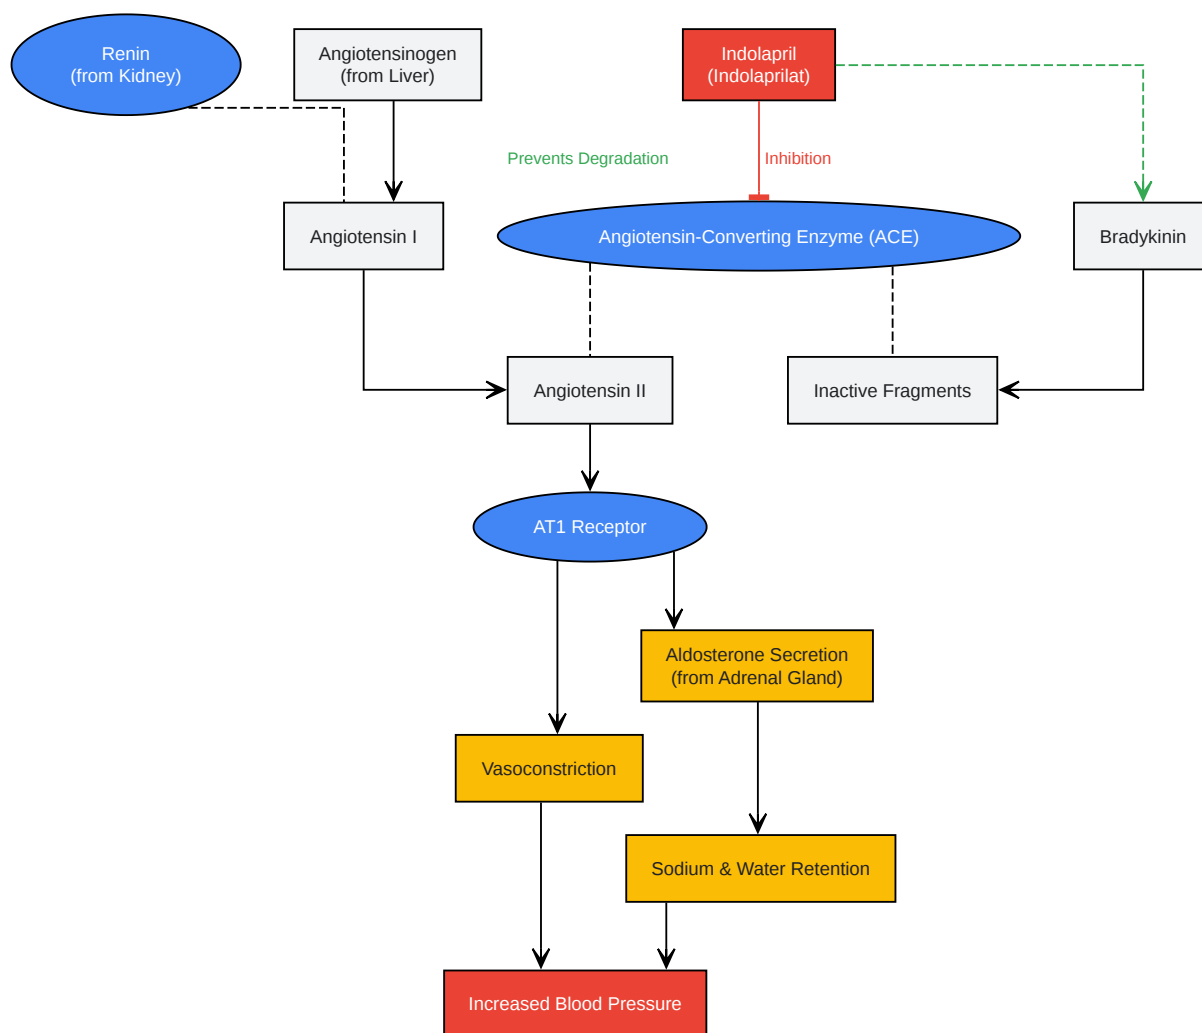 Renin
(from Kidney)
Angiotensinogen
(from Liver)
Indolapril
(Indolaprilat)
Prevents Degradation
Inhibition
Angiotensin I
Angiotensin-Converting Enzyme (ACE)
Bradykinin
Angiotensin II
Inactive Fragments
AT1 Receptor
Aldosterone Secretion
(from Adrenal Gland)
Vasoconstriction
Sodium & Water Retention
Increased Blood Pressure